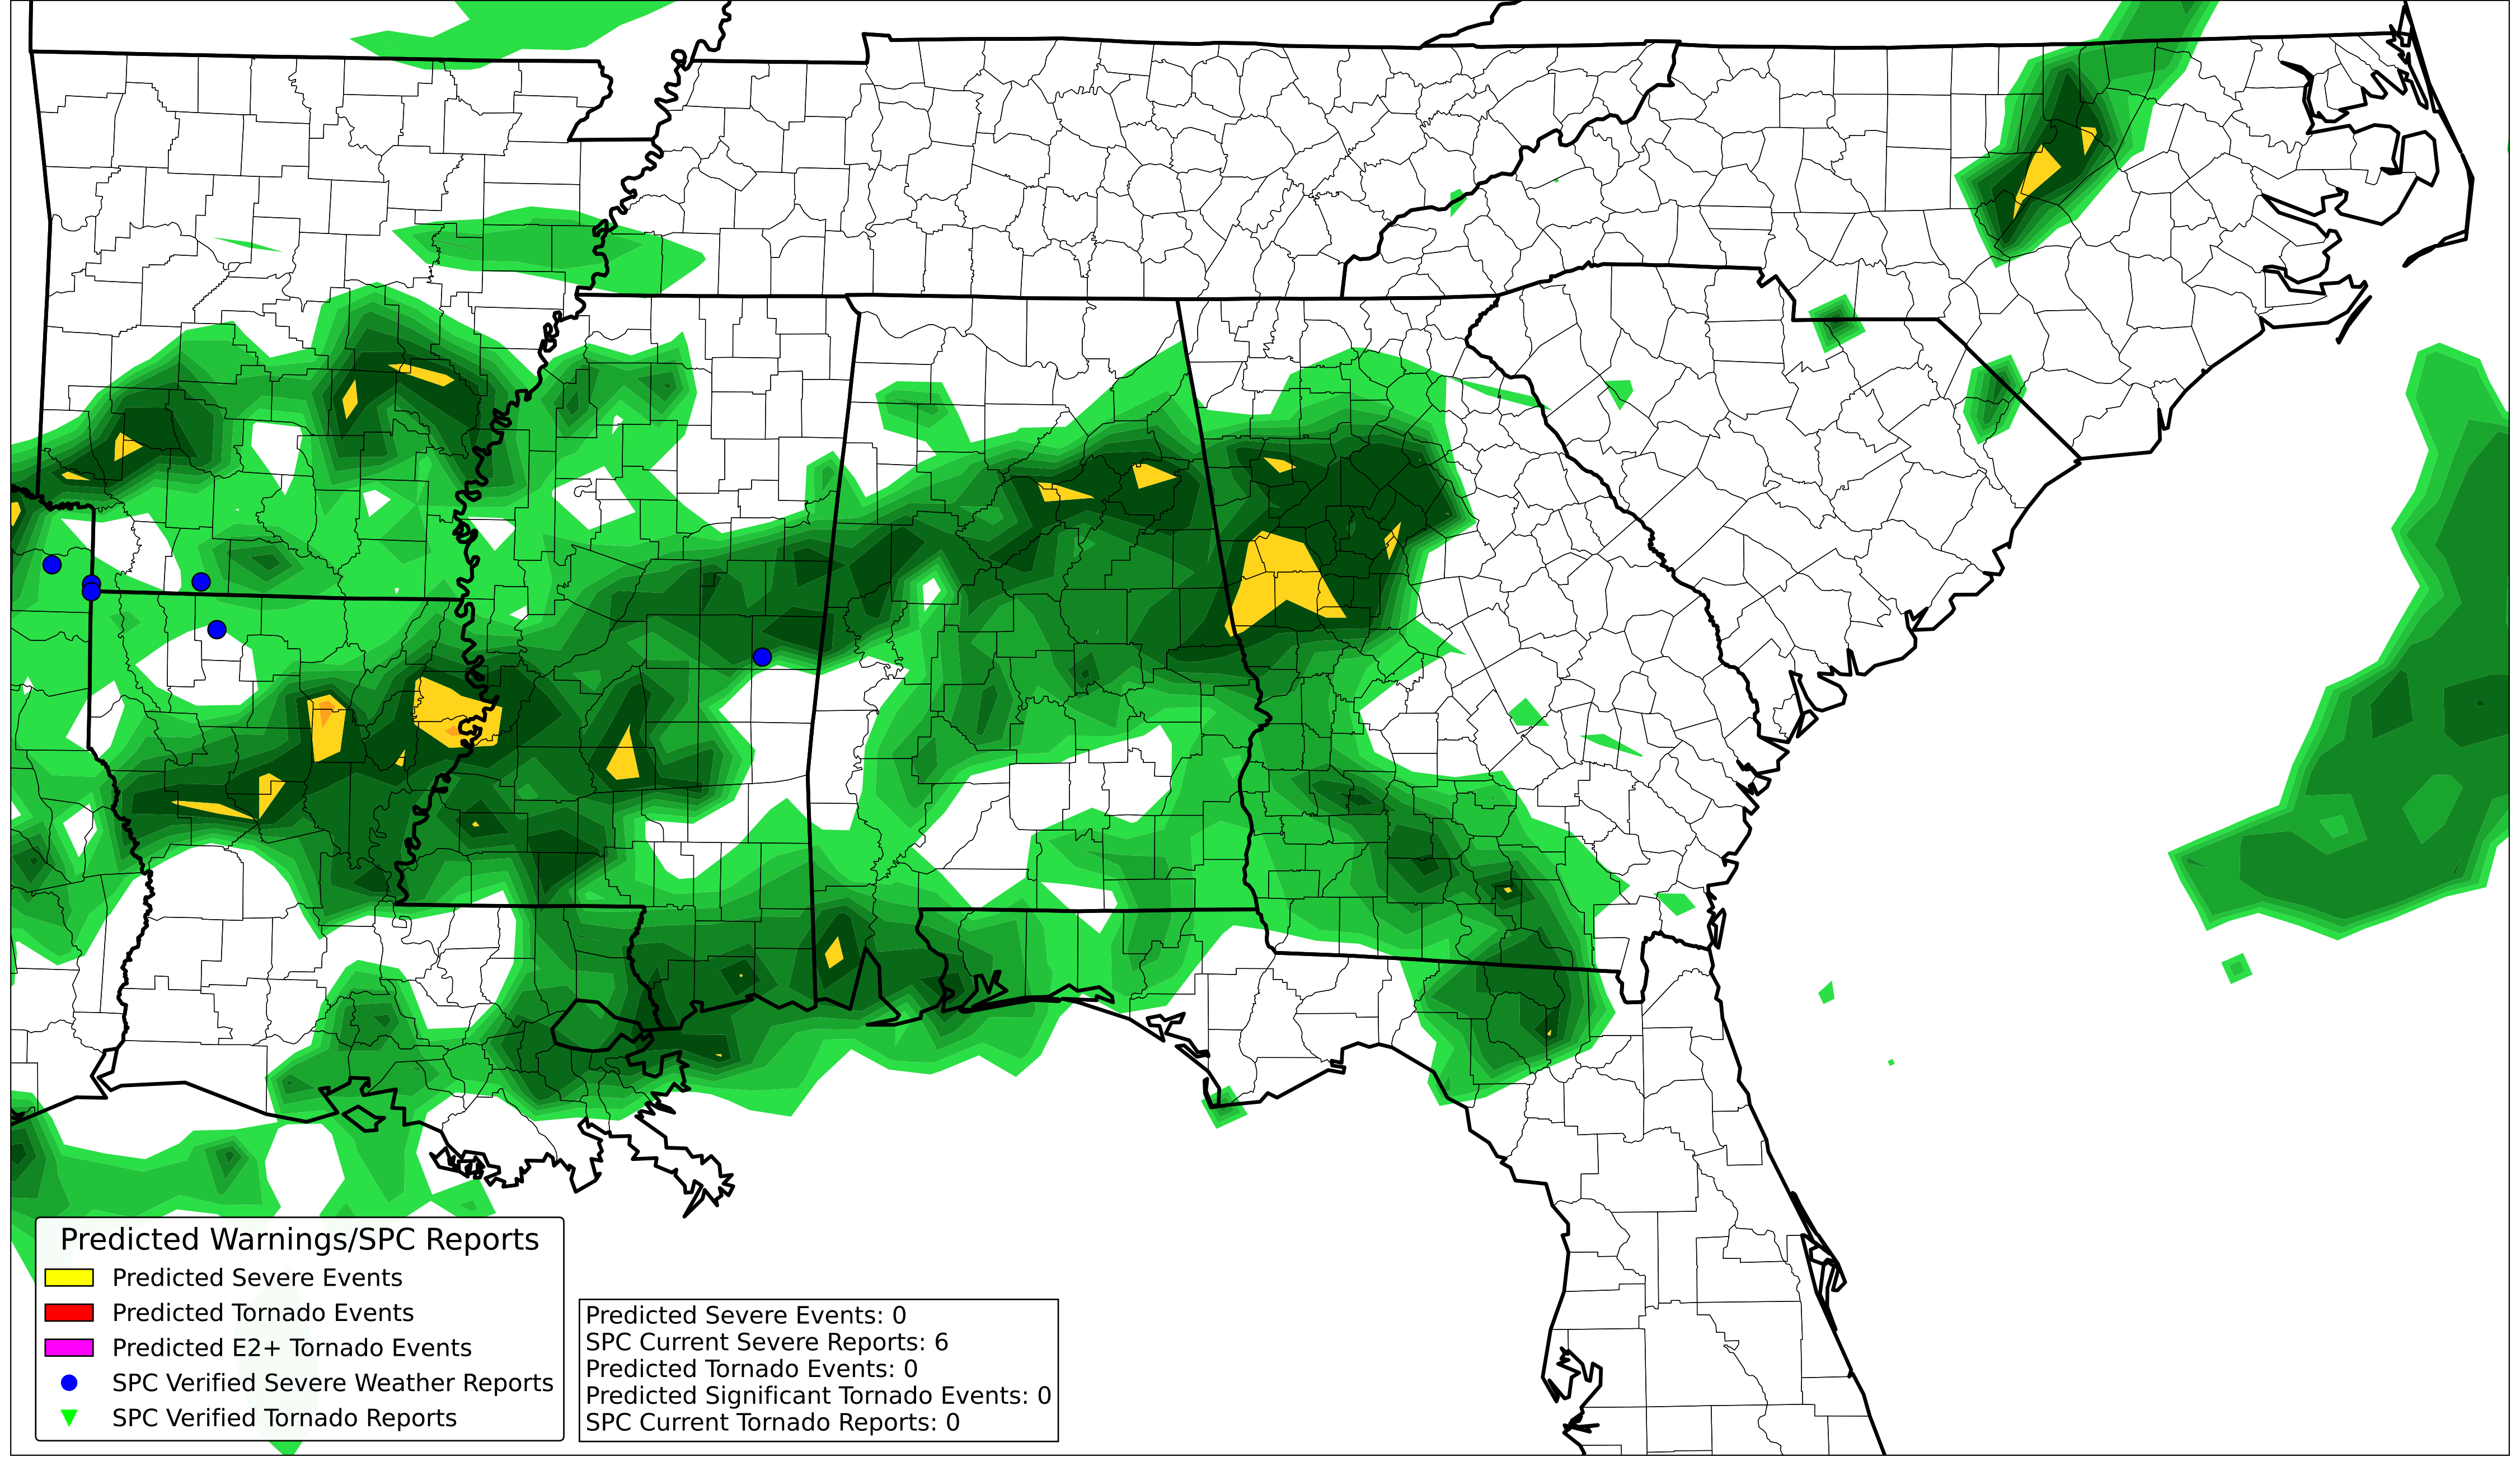 Predicted Warnings/SPC Reports
Predicted Severe Events
Predicted Tornado Events
Predicted E2+ Tornado Events
SPC Verified Severe Weather Reports
SPC Verified Tornado Reports
Predicted Severe Events: 0
SPC Current Severe Reports: 6
Predicted Tornado Events: 0
Predicted Significant Tornado Events: 0
SPC Current Tornado Reports: 0